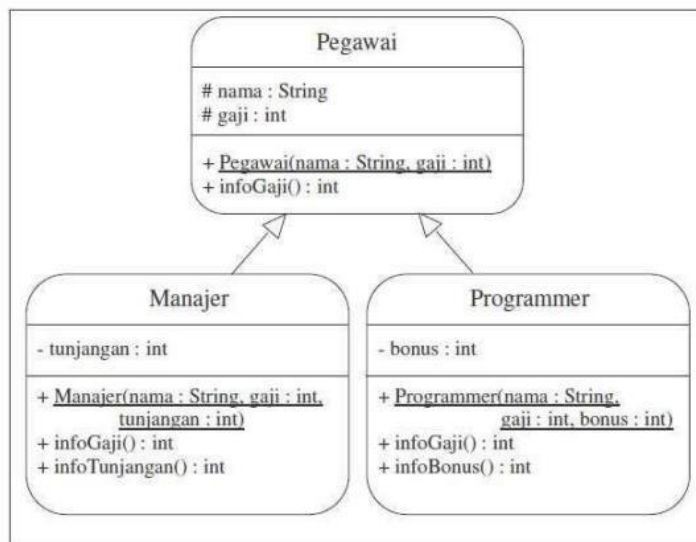 Pegawai
# nama : String
# gaji : int
+ Pegawai(nama : String, gaji : int)
+ infoGaji() : int
Manajer
- tunjangan : int
+ Manajer(nama : String, gaji : int,
tunjangan : int)
+ infoGaji() : int
+ infoTunjangan() : int
Programmer
- bonus : int
+ Programmer(nama : String,
gaji : int, bonus : int)
+ infoGaji() : int
+ infoBonus() : int